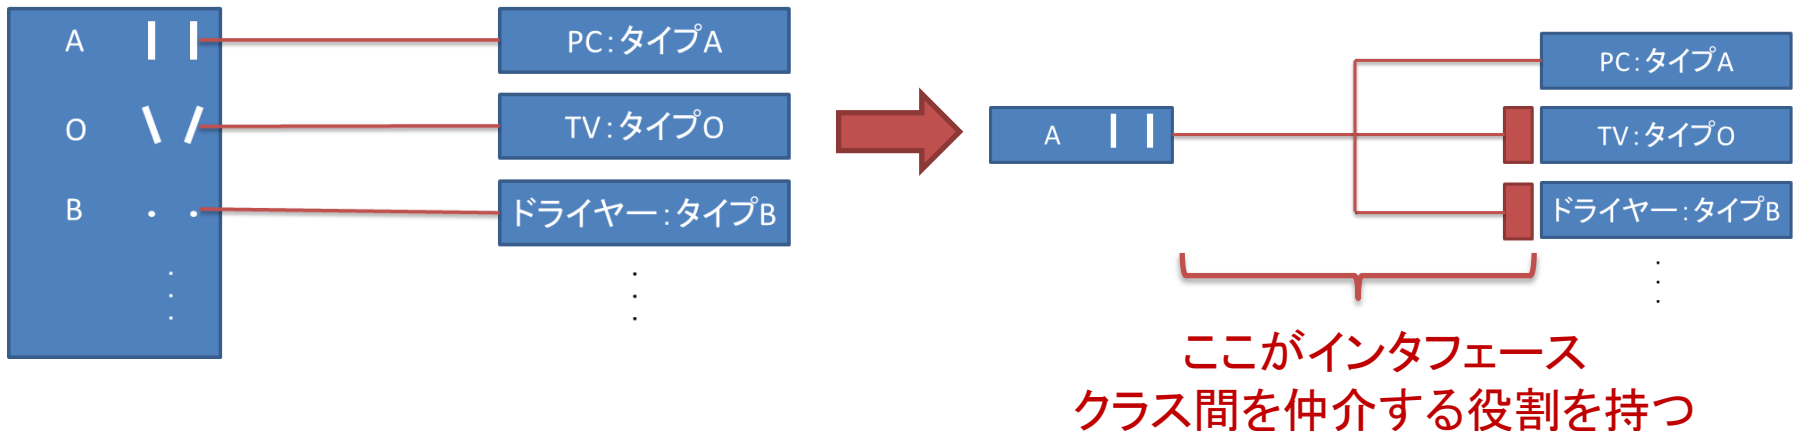 A
PC：タイプA
O
TV：タイプO
B
ドライヤー：タイプB
A
PC：タイプA
TV：タイプO
ドライヤー：タイプB
ここがインタフェース
クラス間を仲介する役割を持つ